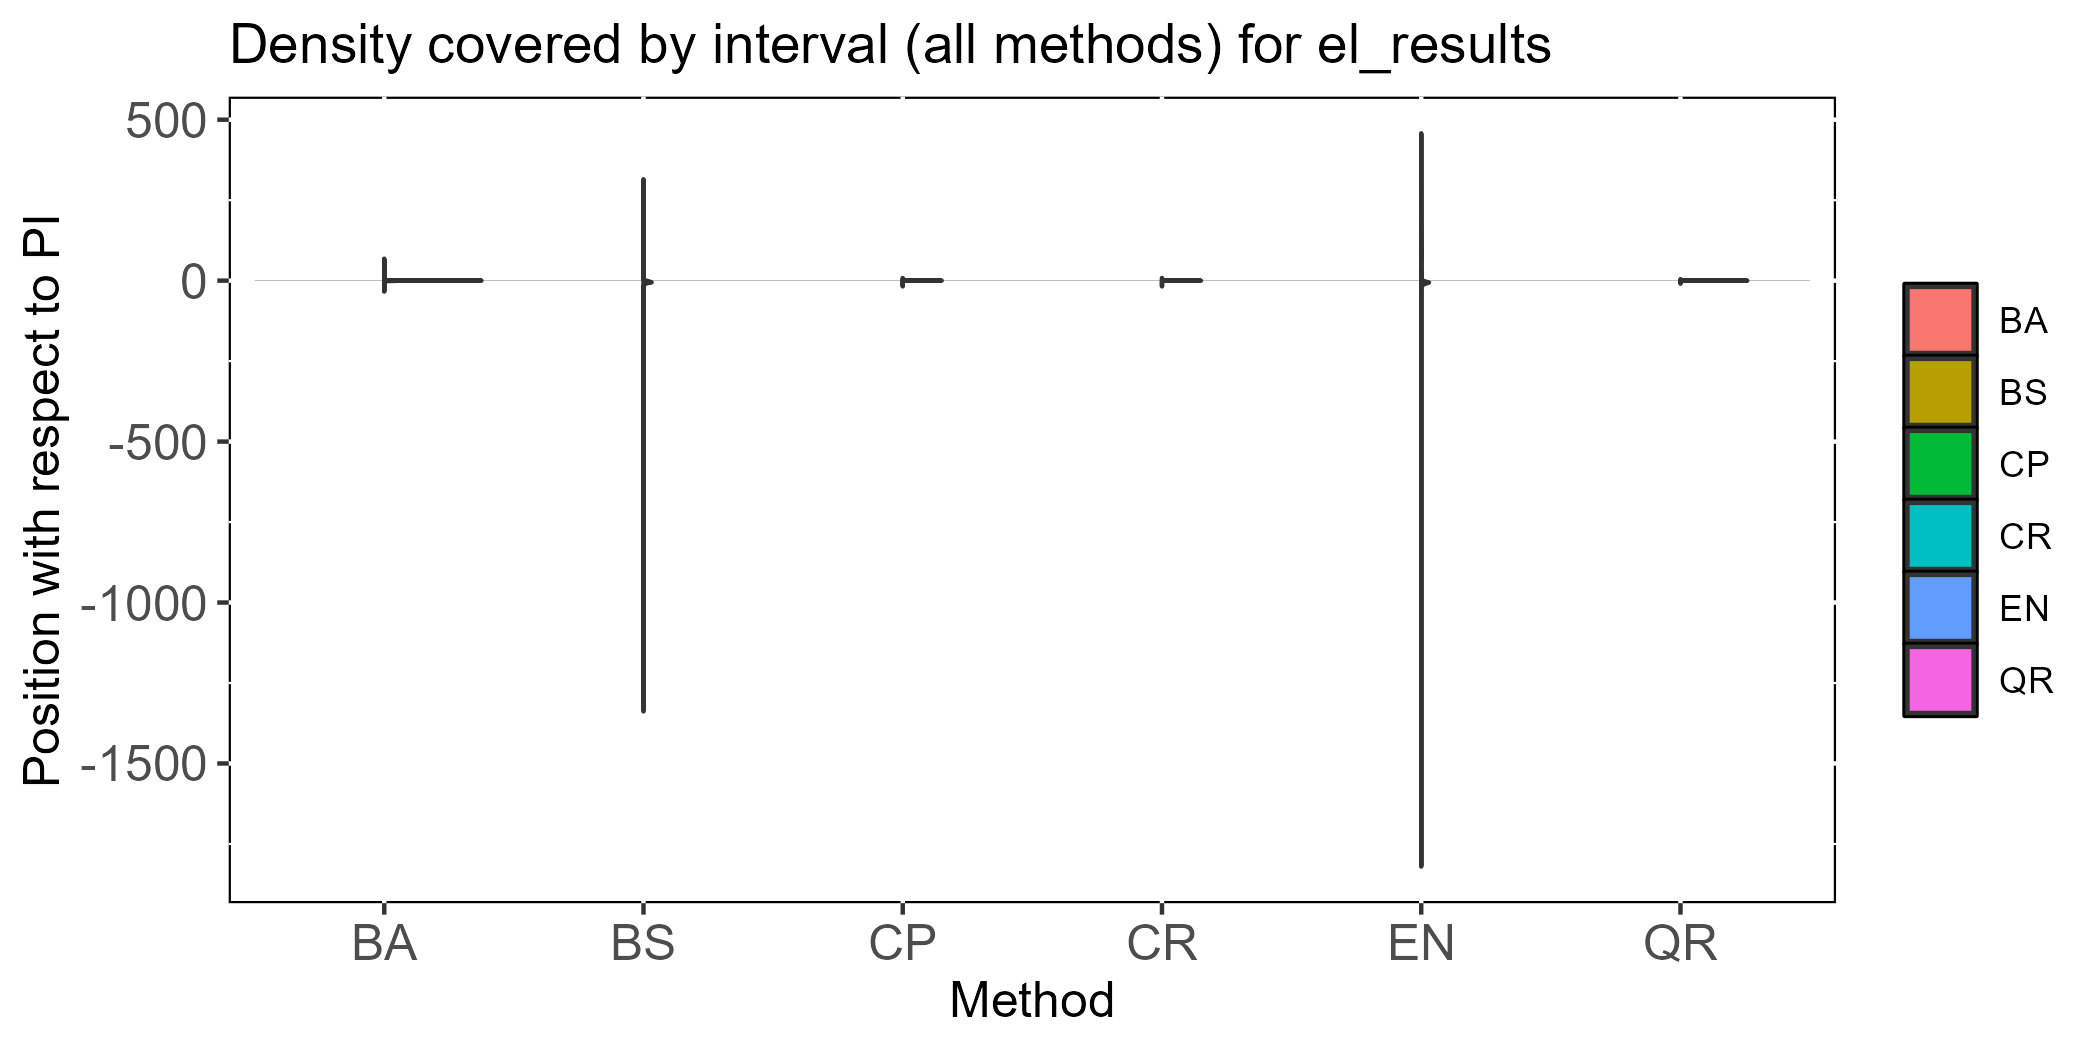 Density covered by interval (all methods) for el_results
Position with respect to PI
500
0
-500
-1000
-1500
BA
BS
CP
CR
EN
QR
Method
BA
BS
CP
CR
EN
QR